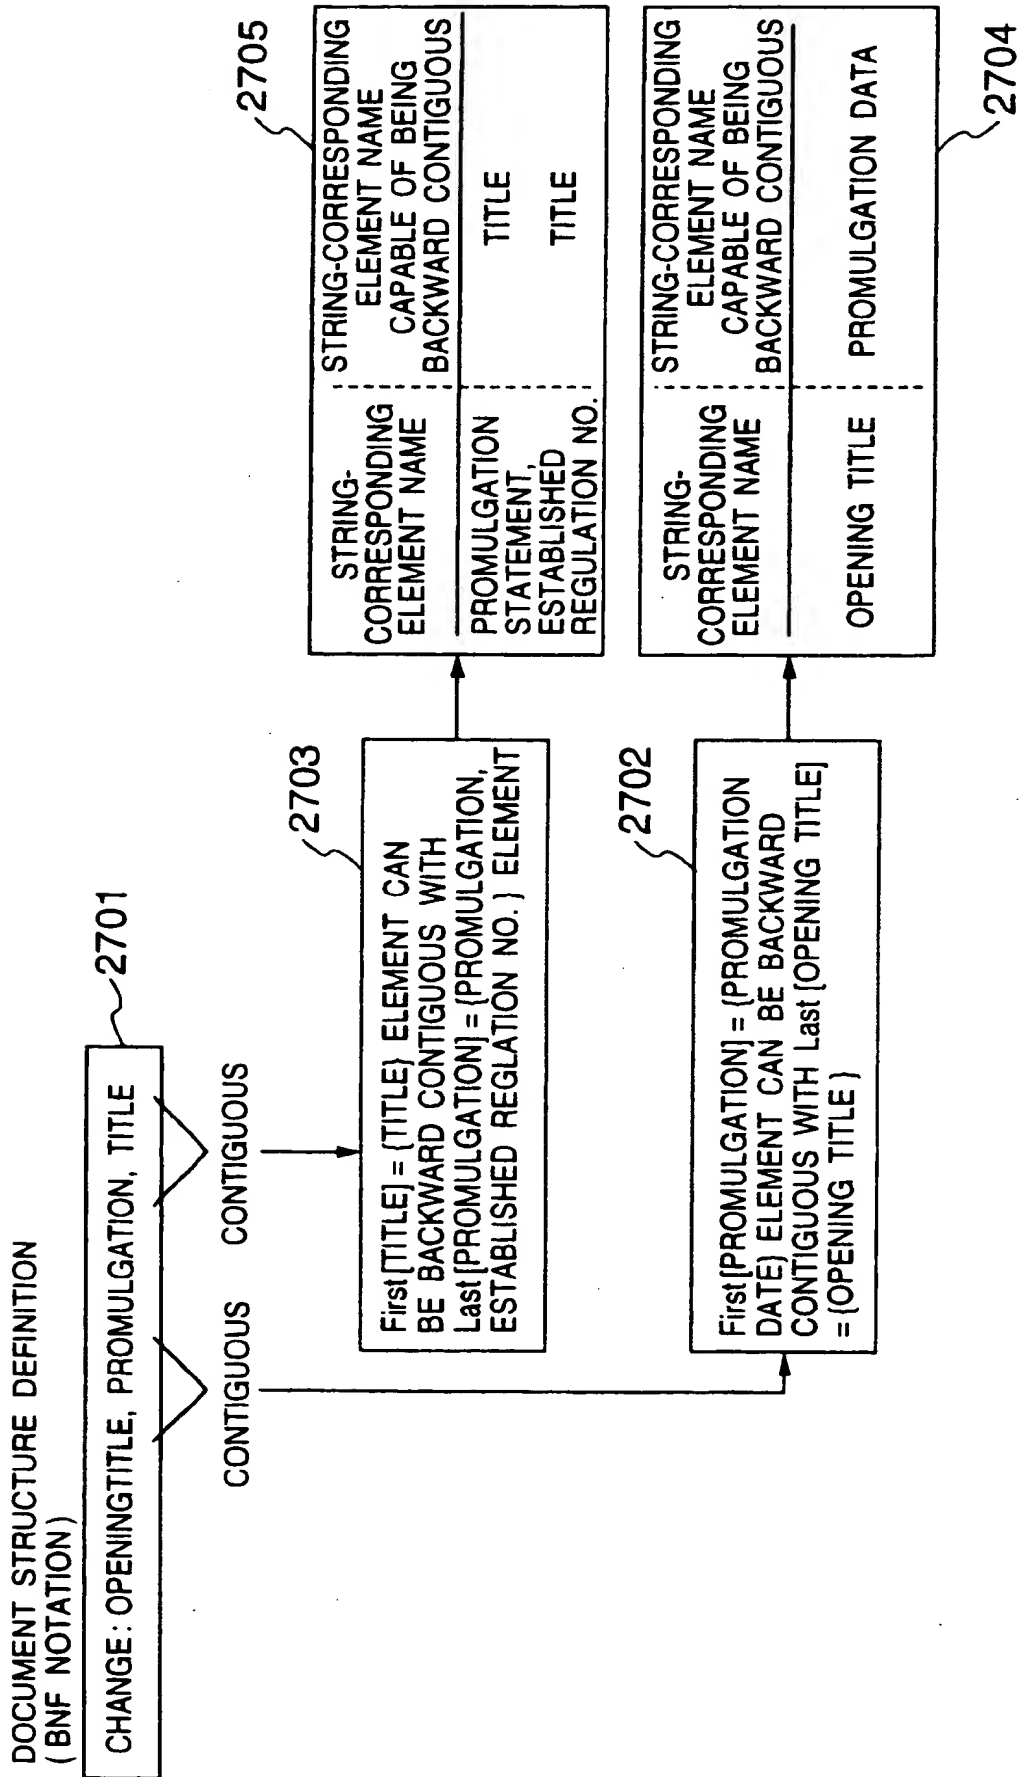 DOCUMENT STRUCTURE DEFINITION
(BNF NOTATION)
2701
CHANGE: OPENINGTITLE, PROMULGATION, TITLE
CONTIGUOUS
CONTIGUOUS
2703
First[TITLE] = {TITLE} ELEMENT CAN
BE BACKWARD CONTIGUOUS WITH
Last[PROMULGATION] = {PROMULGATION,
ESTABLISHED REGLATION NO. } ELEMENT
2702
First[PROMULGATION] = {PROMULGATION
DATE} ELEMENT CAN BE BACKWARD
CONTIGUOUS WITH Last [OPENING TITLE]
= {OPENING TITLE }
2705
STRING-
CORRESPONDING
ELEMENT NAME
STRING-CORRESPONDING
ELEMENT NAME
CAPABLE OF BEING
BACKWARD CONTIGUOUS
PROMULGATION
STATEMENT,
ESTABLISHED
REGULATION NO.
TITLE
TITLE
STRING-
CORRESPONDING
ELEMENT NAME
STRING-CORRESPONDING
ELEMENT NAME
CAPABLE OF BEING
BACKWARD CONTIGUOUS
OPENING TITLE
PROMULGATION DATA
2704